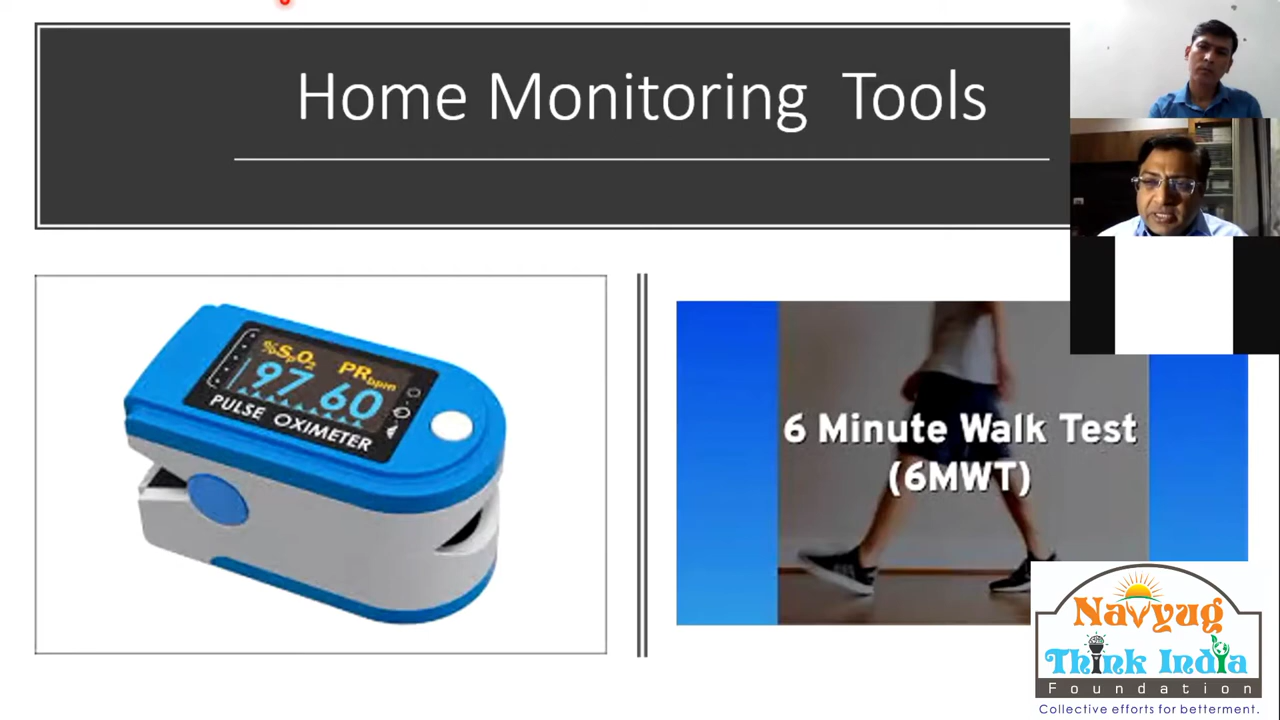 Home Monitoring Tools
%SpO2 PRbpm
97 60
PULSE OXIMETER
6 Minute Walk Test
(6MWT)
Navyug
Think India
Foundation
Collective efforts for betterment.